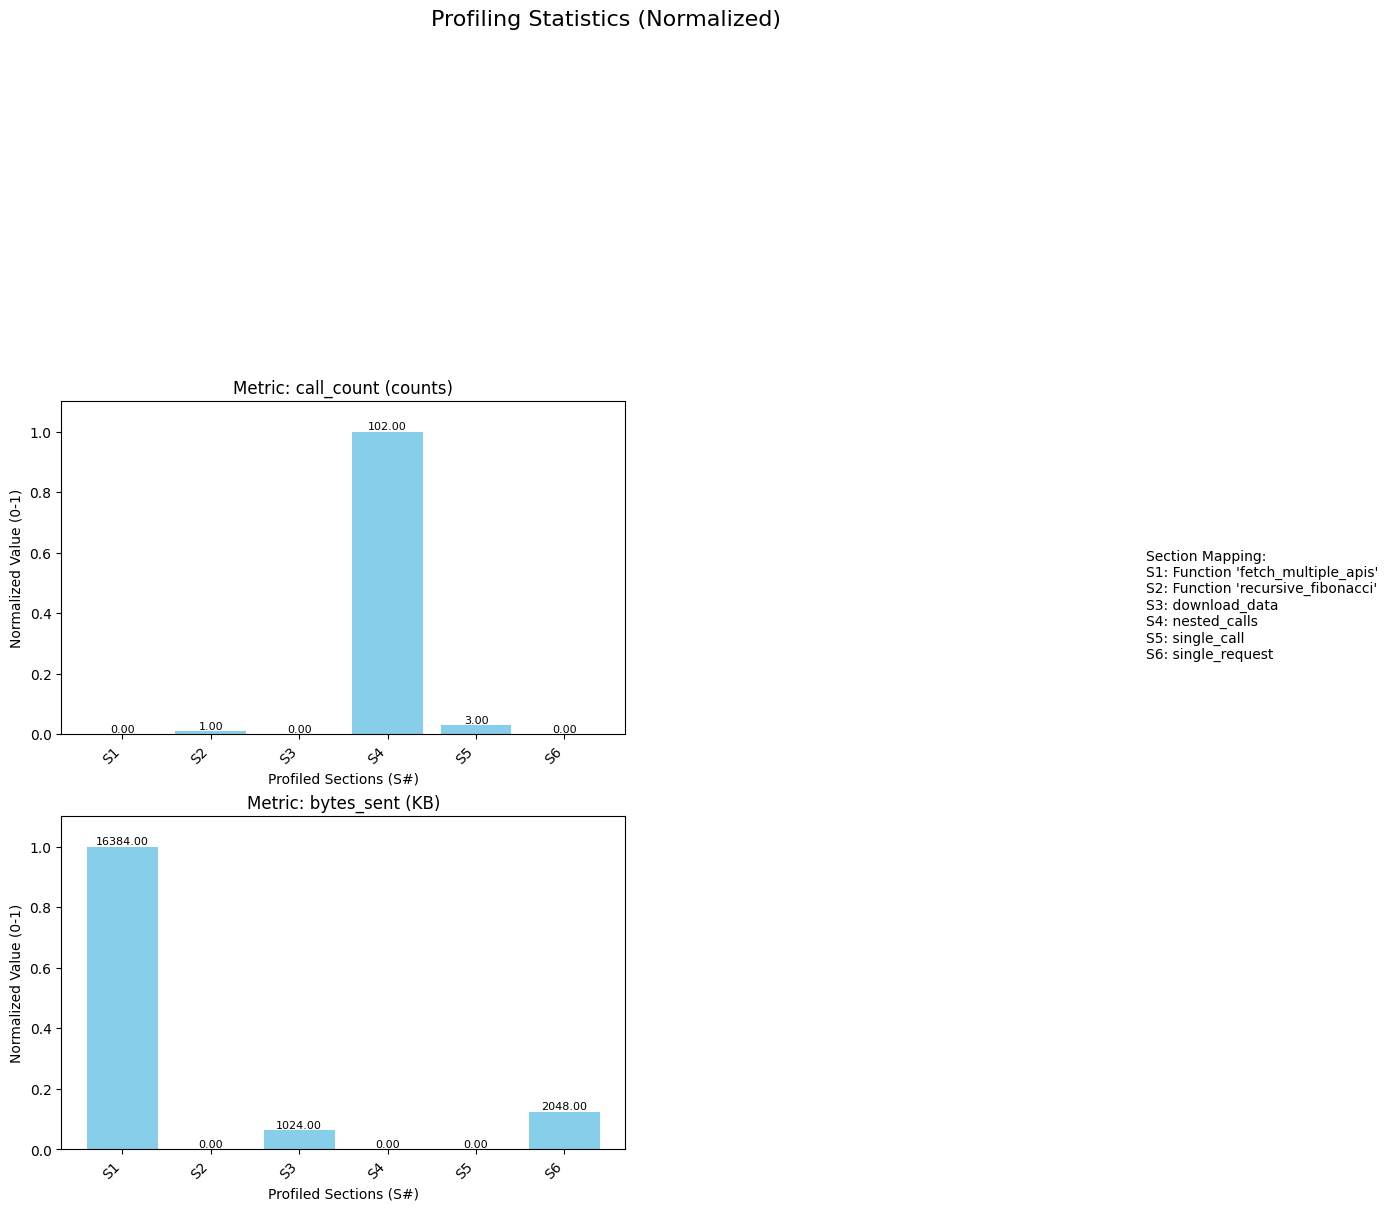 Profiling Statistics (Normalized)
Metric: call_count (counts)
Normalized Value (0-1)
1.0
0.8
0.6
0.4
0.2
0.0
0.00
1.00
0.00
102.00
3.00
0.00
S1
S2
S3
S4
S5
S6
Profiled Sections (S#)
Section Mapping:
S1: Function 'fetch_multiple_apis'
S2: Function 'recursive_fibonacci'
S3: download_data
S4: nested_calls
S5: single_call
S6: single_request
Metric: bytes_sent (KB)
Normalized Value (0-1)
1.0
0.8
0.6
0.4
0.2
0.0
16384.00
0.00
1024.00
0.00
0.00
2048.00
S1
S2
S3
S4
S5
S6
Profiled Sections (S#)